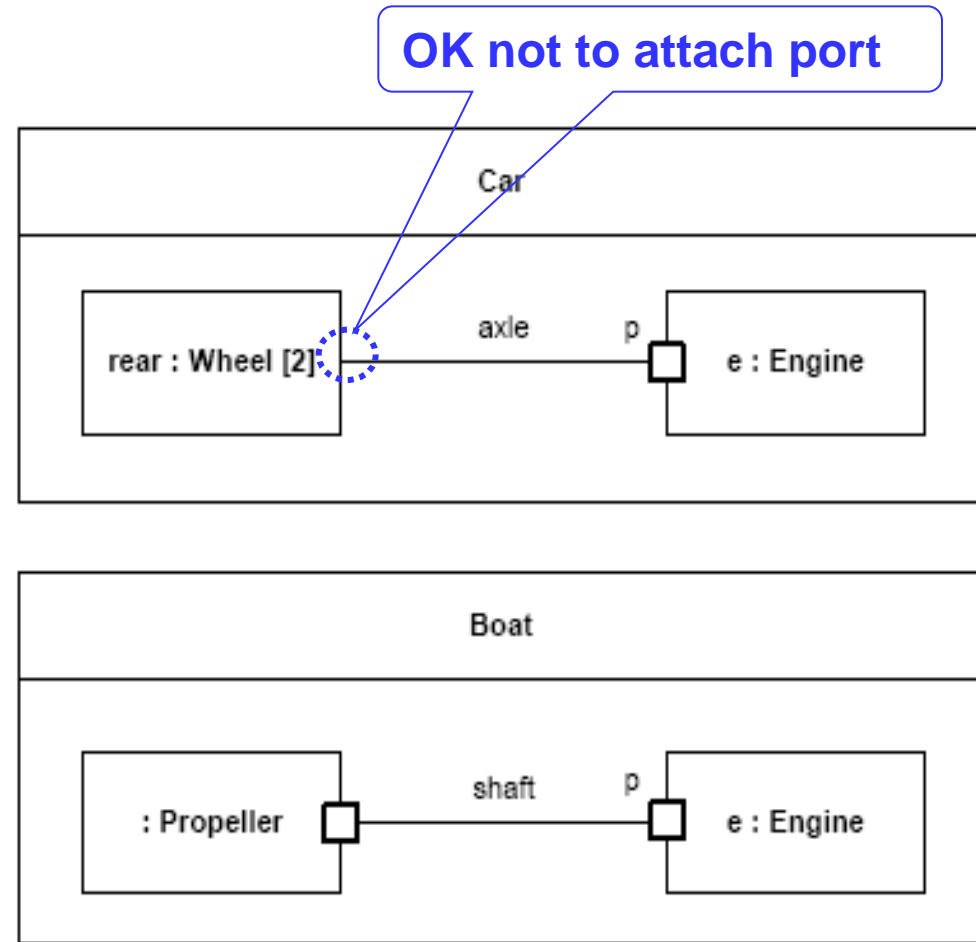 OK not to attach port
Car
axle
p
rear : Wheel [2]
e : Engine
Boat
shaft
p
: Propeller
e : Engine